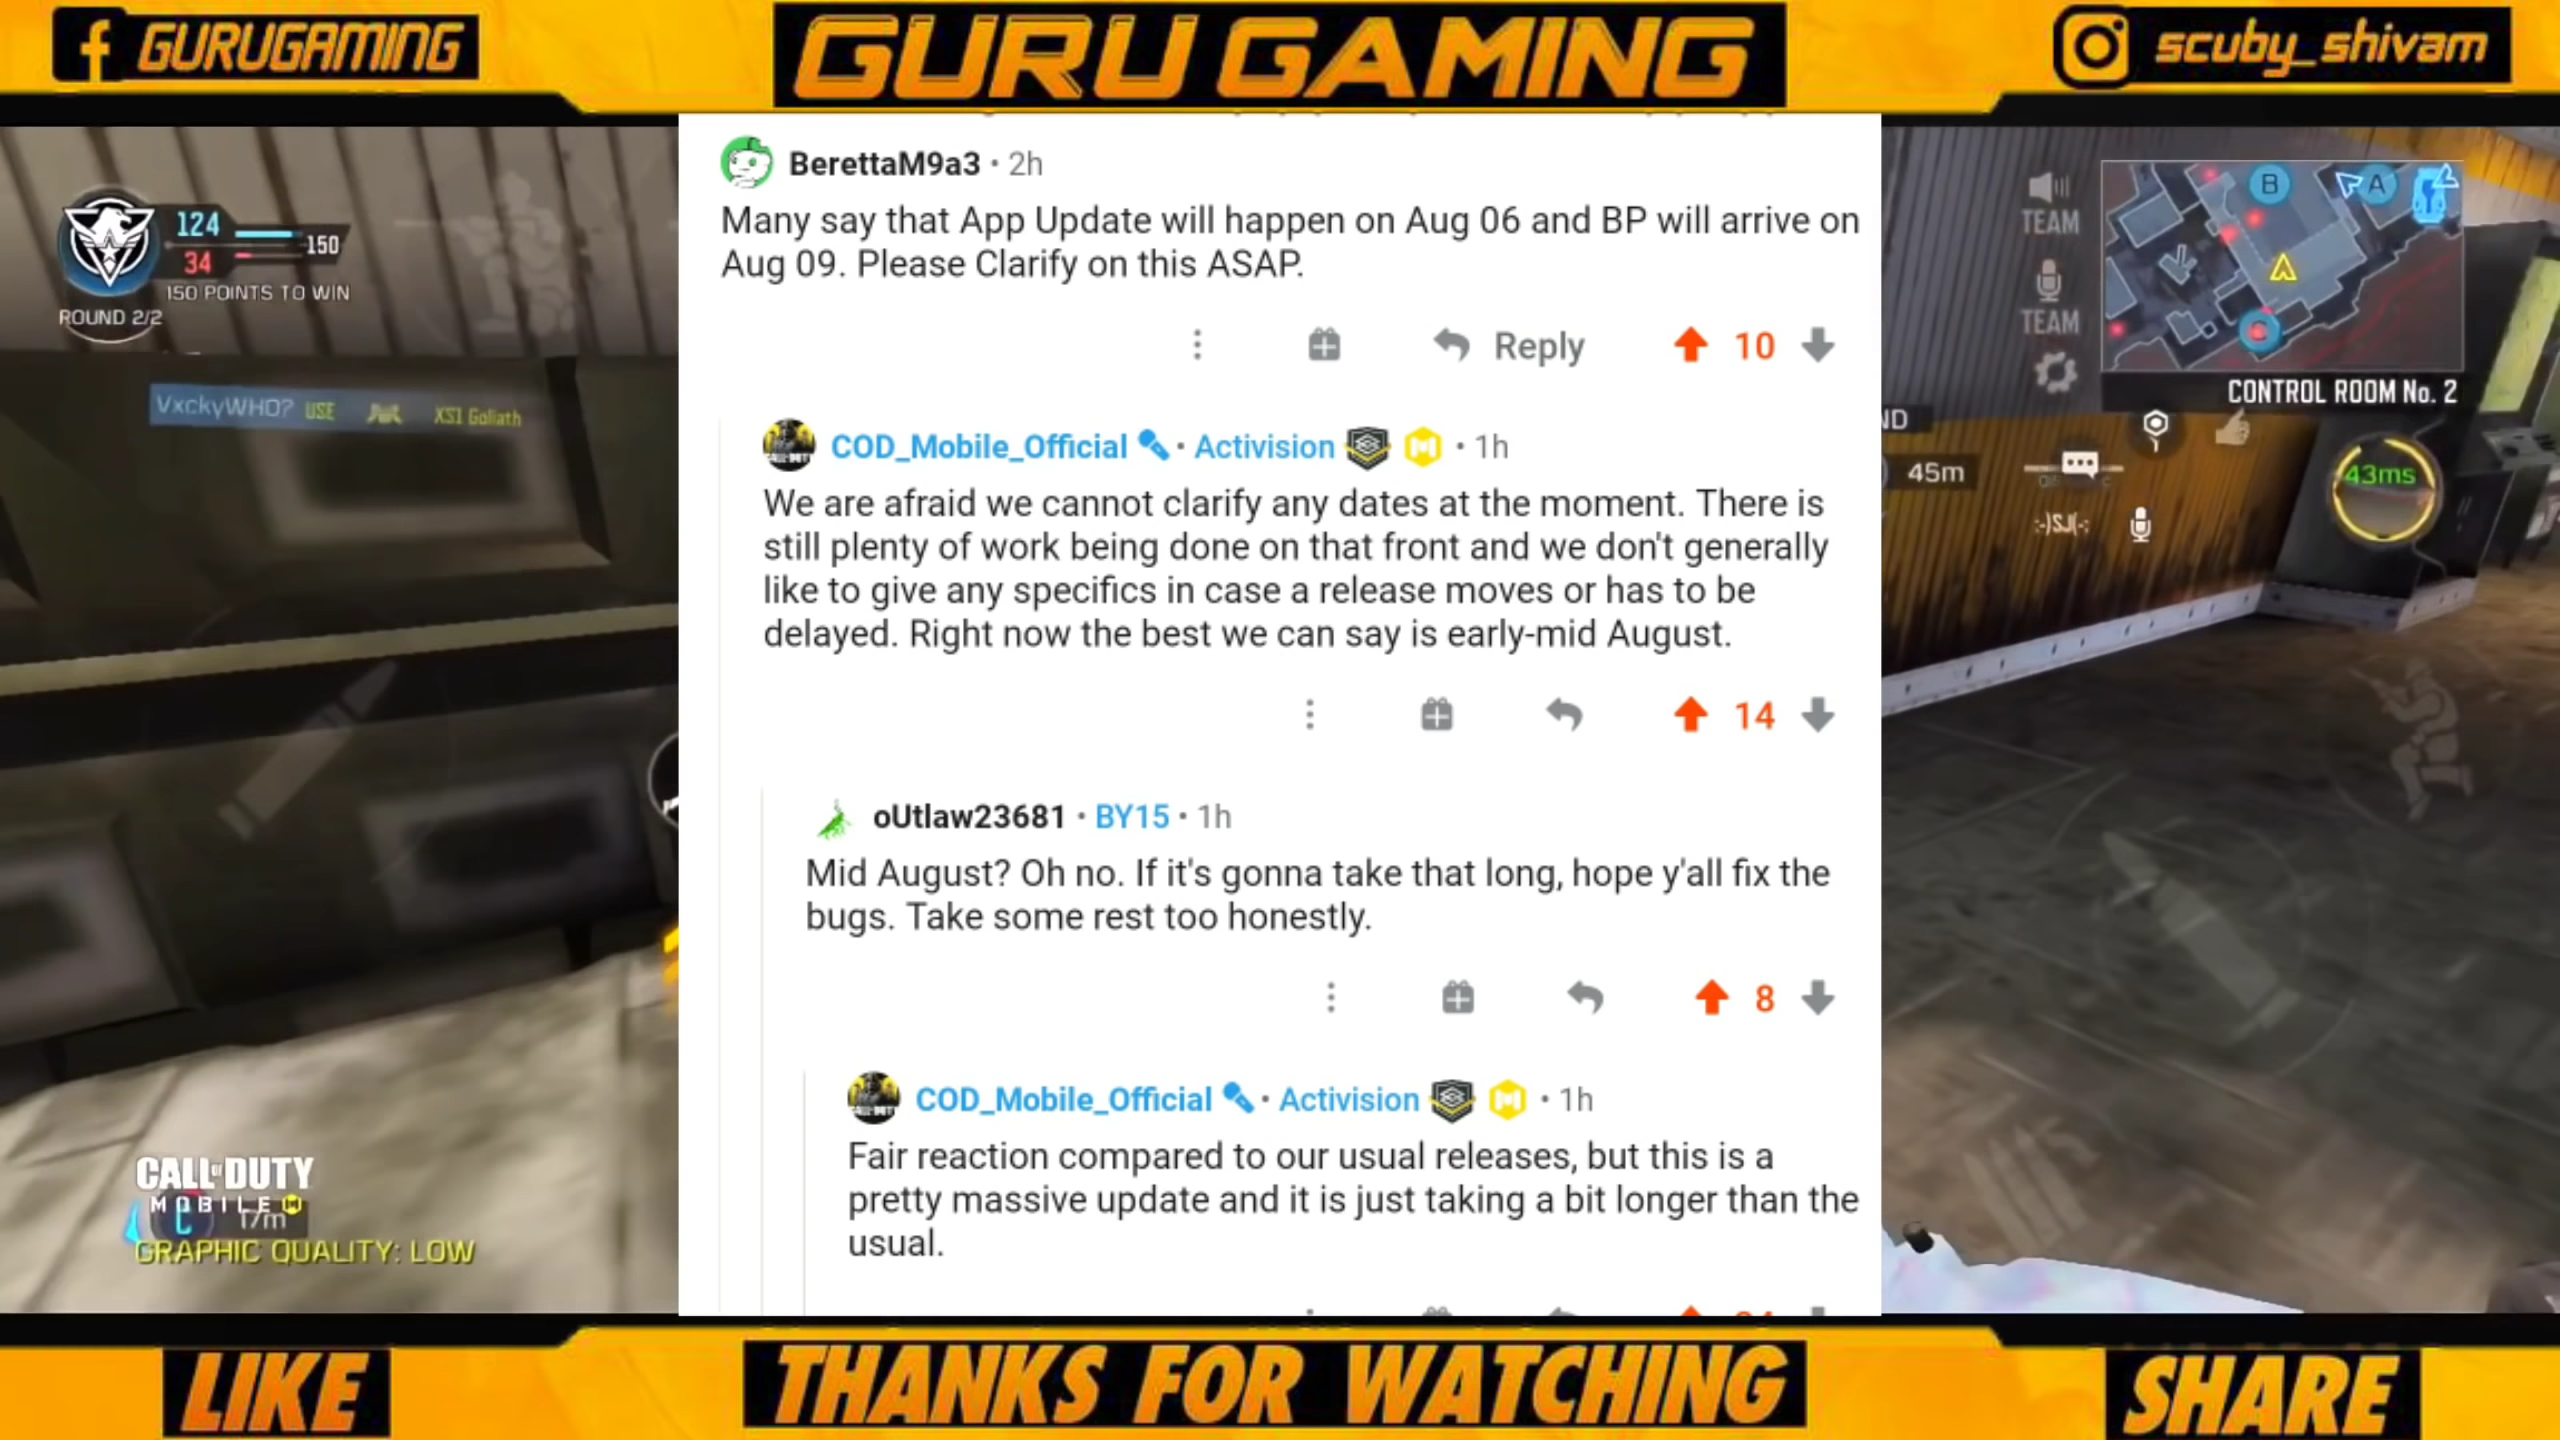 GURUGAMING
GURU GAMING
scuby_shivam
124
34
150
150 POINTS TO WIN
ROUND 2/2
VxckyWHO? USE XS1 Goliath
BerettaM9a3 • 2h
Many say that App Update will happen on Aug 06 and BP will arrive on
Aug 09. Please Clarify on this ASAP.
Reply 10
COD_Mobile_Official • Activision • 1h
We are afraid we cannot clarify any dates at the moment. There is
still plenty of work being done on that front and we don't generally
like to give any specifics in case a release moves or has to be
delayed. Right now the best we can say is early-mid August.
14
oUtlaw23681 • BY15 • 1h
Mid August? Oh no. If it's gonna take that long, hope y'all fix the
bugs. Take some rest too honestly.
8
COD_Mobile_Official • Activision • 1h
Fair reaction compared to our usual releases, but this is a
pretty massive update and it is just taking a bit longer than the
usual.
TEAM
TEAM
B
A
C
CONTROL ROOM No. 2
45m
43ms
:-)SJ(-:
CALL OF DUTY
MOBILE
C 17m
GRAPHIC QUALITY: LOW
LIKE
THANKS FOR WATCHING
SHARE